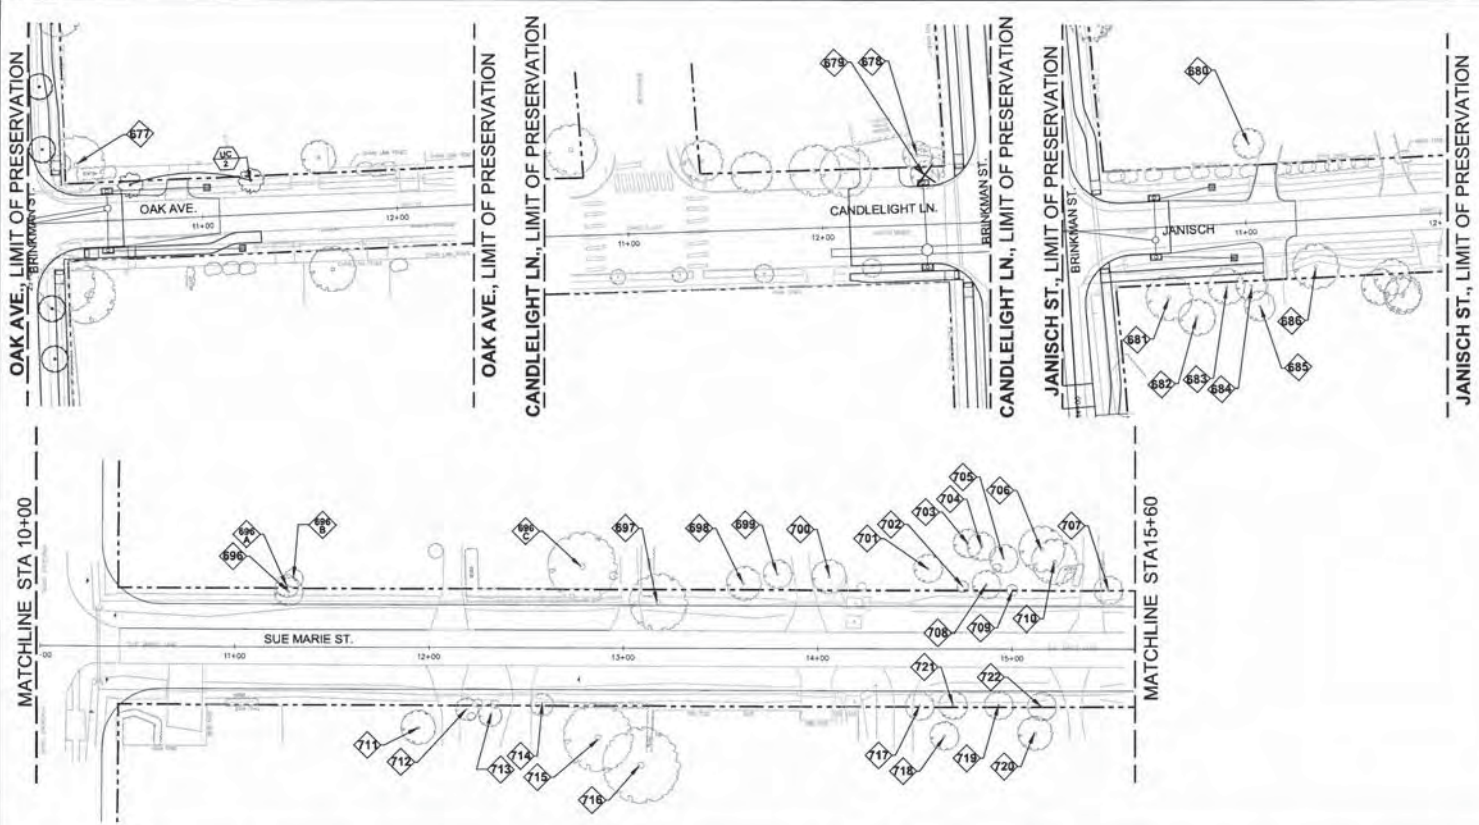 OAK AVE., LIMIT OF PRESERVATION
BRINKMAN ST.
677
UC
2
OAK AVE.
11+00
12+00
OAK AVE., LIMIT OF PRESERVATION
CANDLELIGHT LN., LIMIT OF PRESERVATION
679
678
CANDLELIGHT LN.
11+00
12+00
BRINKMAN ST.
CANDLELIGHT LN., LIMIT OF PRESERVATION
JANISCH ST., LIMIT OF PRESERVATION
BRINKMAN ST.
680
JANISCH
11+00
12+
681
682
683
684
685
686
JANISCH ST., LIMIT OF PRESERVATION
MATCHLINE STA 10+00
696
696
A
696
B
696
C
697
698
699
700
701
702
703
704
705
706
707
708
709
710
SUE MARIE ST.
11+00
12+00
13+00
14+00
15+00
711
712
713
714
715
716
717
718
719
720
721
722
MATCHLINE STA15+60